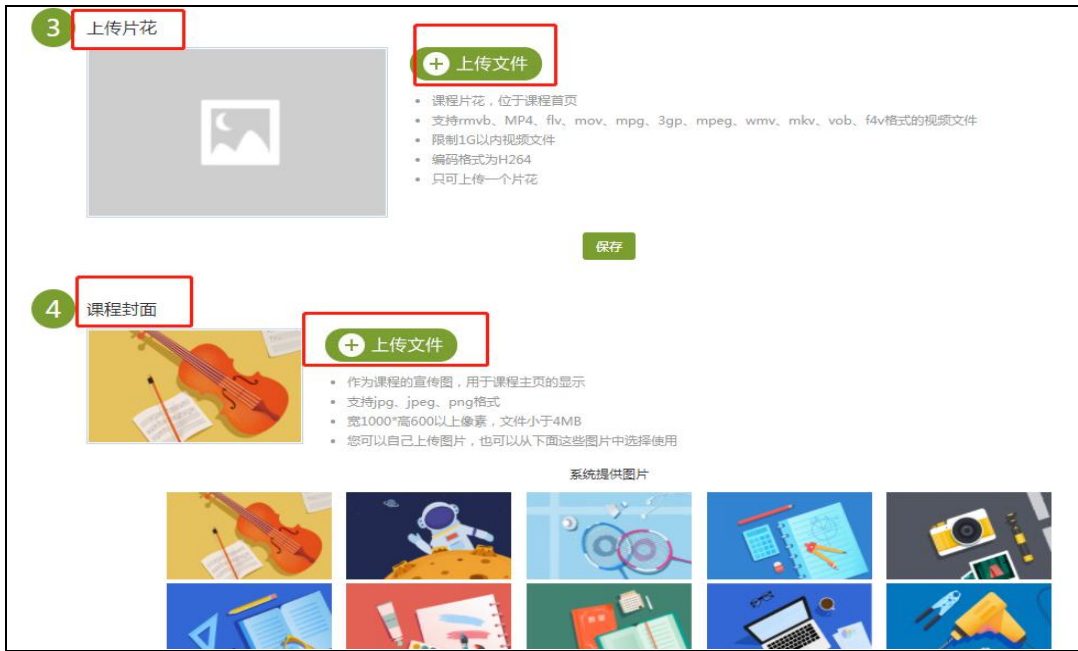 3 上传片花
上传文件
课程片花，位于课程首页
支持rmvb、MP4、flv、mov、mpg、3gp、mpeg、wmv、mkv、vob、f4v格式的视频文件
限制1G以内视频文件
编码格式为H264
只可上传一个片花
保存
4 课程封面
上传文件
作为课程的宣传图，用于课程主页的显示
支持jpg、jpeg、png格式
宽1000*高600以上像素，文件小于4MB
您可以自己上传图片，也可以从下面这些图片中选择使用
系统提供图片